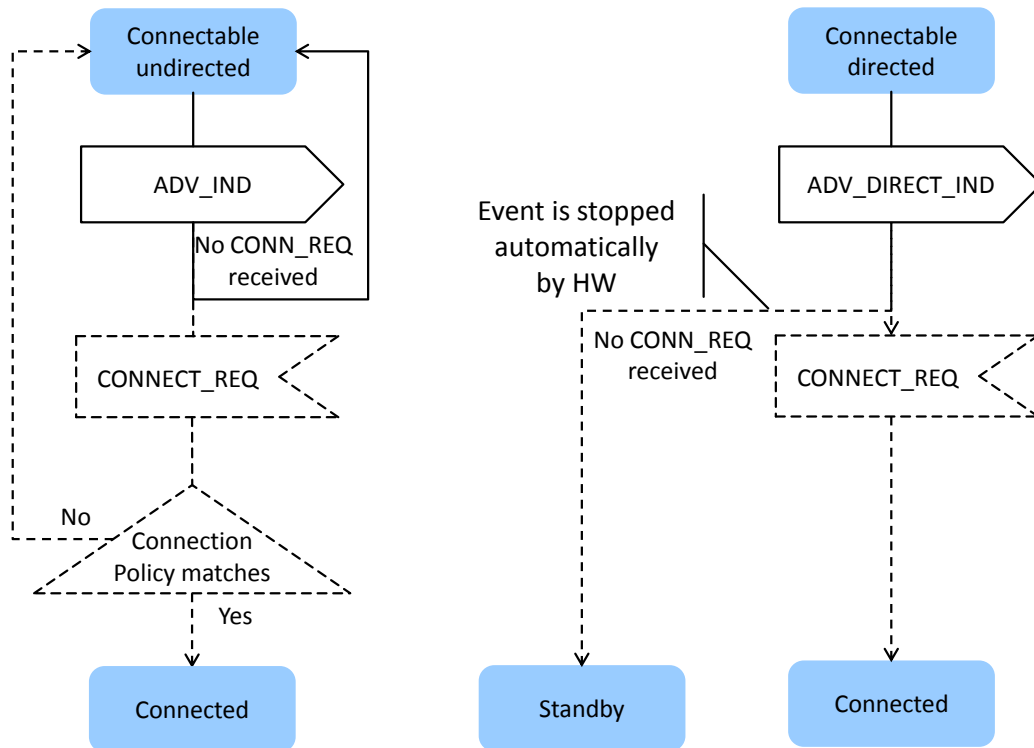 Connectable
undirected
ADV_IND
No CONN_REQ
received
CONNECT_REQ
No
Connection
Policy matches
Yes
Connected
Connectable
directed
ADV_DIRECT_IND
Event is stopped
automatically
by HW
No CONN_REQ
received
CONNECT_REQ
Standby
Connected